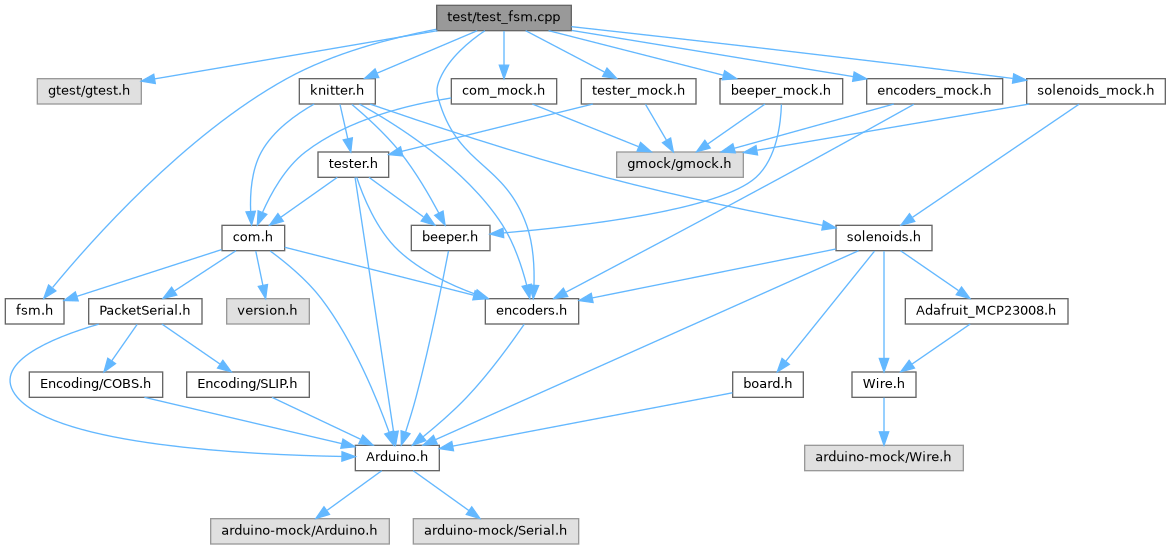 test/test_fsm.cpp
gtest/gtest.h
knitter.h
com_mock.h
tester_mock.h
beeper_mock.h
encoders_mock.h
solenoids_mock.h
tester.h
gmock/gmock.h
com.h
beeper.h
solenoids.h
fsm.h
PacketSerial.h
version.h
encoders.h
Adafruit_MCP23008.h
Encoding/COBS.h
Encoding/SLIP.h
board.h
Wire.h
Arduino.h
arduino-mock/Wire.h
arduino-mock/Arduino.h
arduino-mock/Serial.h